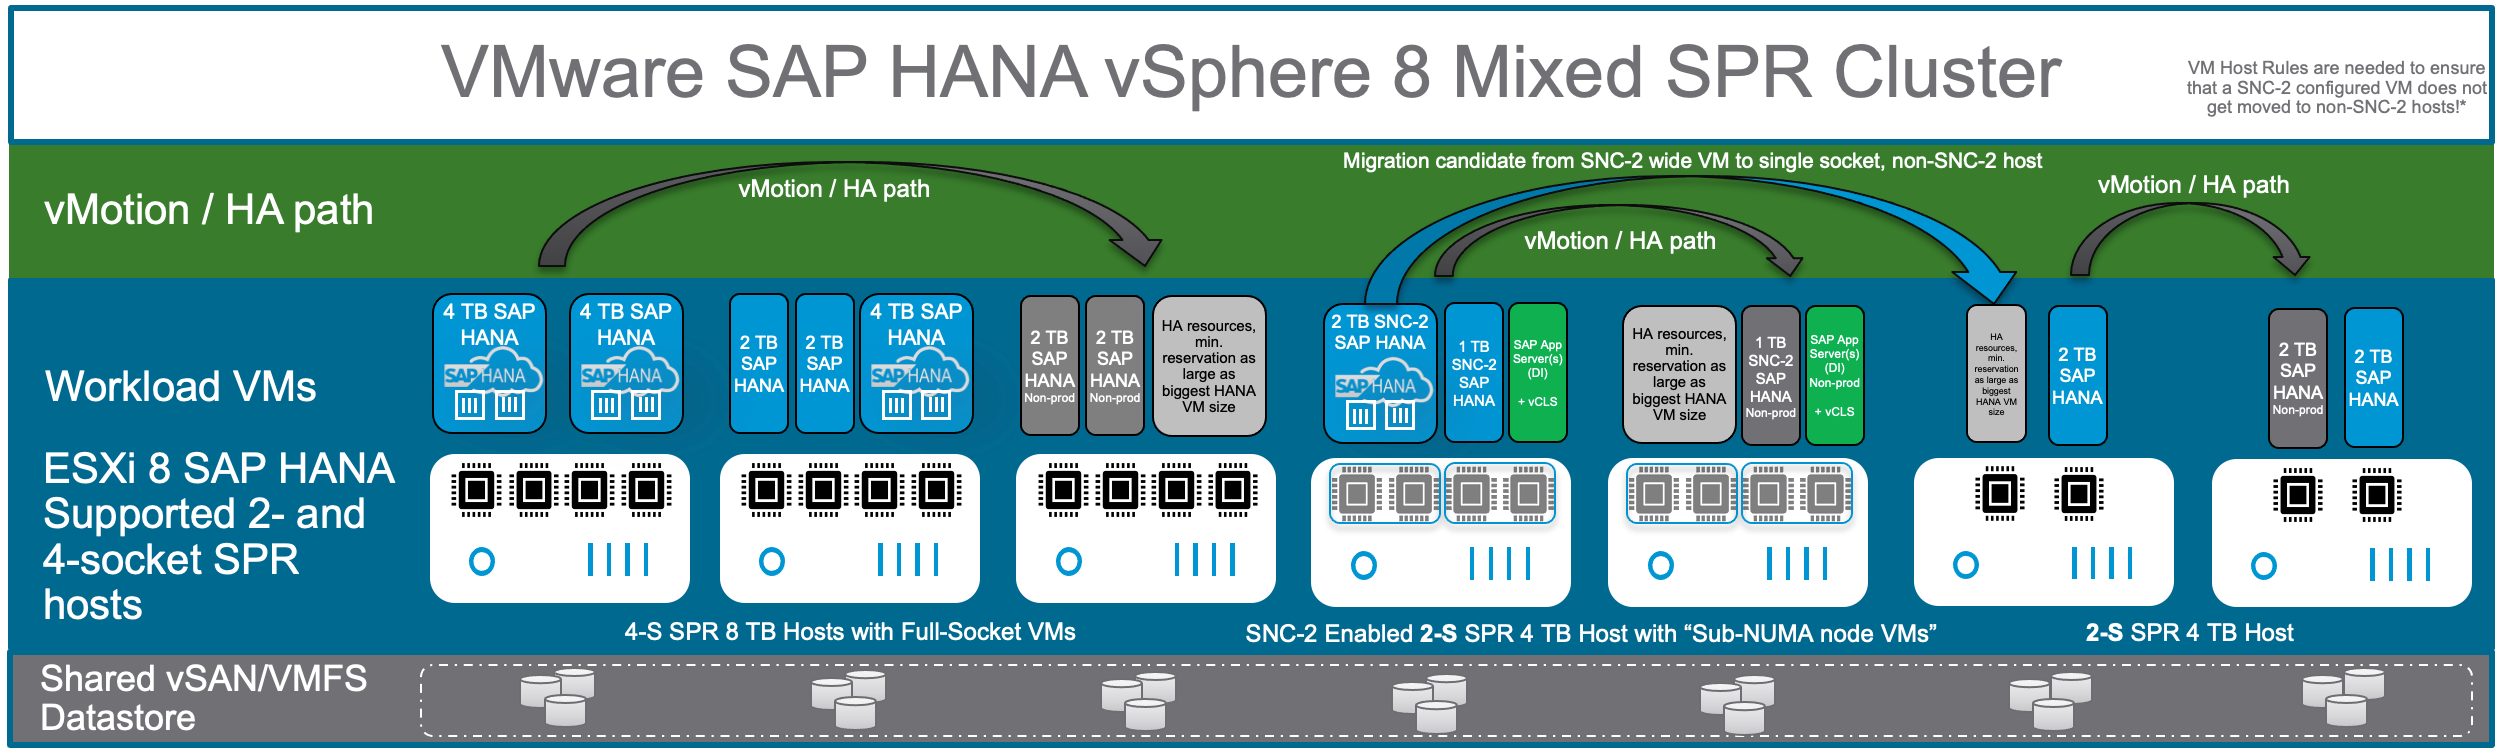 VMware SAP HANA vSphere 8 Mixed SPR Cluster
VM Host Rules are needed to ensure
that a SNC-2 configured VM does not
get moved to non-SNC-2 hosts!*
vMotion / HA path
vMotion / HA path
Migration candidate from SNC-2 wide VM to single socket, non-SNC-2 host
vMotion / HA path
vMotion / HA path
Workload VMs
4 TB SAP
HANA
SAP HANA
4 TB SAP
HANA
SAP HANA
2 TB
SAP
HANA
2 TB
SAP
HANA
4 TB SAP
HANA
SAP HANA
2 TB
SAP
HANA
Non-prod
2 TB
SAP
HANA
Non-prod
HA resources,
min.
reservation as
large as
biggest HANA
VM size
2 TB SNC-2
SAP HANA
SAP HANA
1 TB
SNC-2
SAP
HANA
SAP App
Server(s)
(DI)
+ vCLS
HA resources,
min.
reservation as
large as
biggest HANA
VM size
1 TB
SNC-2
SAP
HANA
Non-prod
SAP App
Server(s)
(DI)
Non-prod
+ vCLS
HA
resources,
min.
reservation
as large as
biggest
HANA VM
size
2 TB
SAP
HANA
2 TB
SAP
HANA
Non-prod
2 TB
SAP
HANA
ESXi 8 SAP HANA
Supported 2- and
4-socket SPR
hosts
4-S SPR 8 TB Hosts with Full-Socket VMs
SNC-2 Enabled 2-S SPR 4 TB Host with “Sub-NUMA node VMs”
2-S SPR 4 TB Host
Shared vSAN/VMFS
Datastore